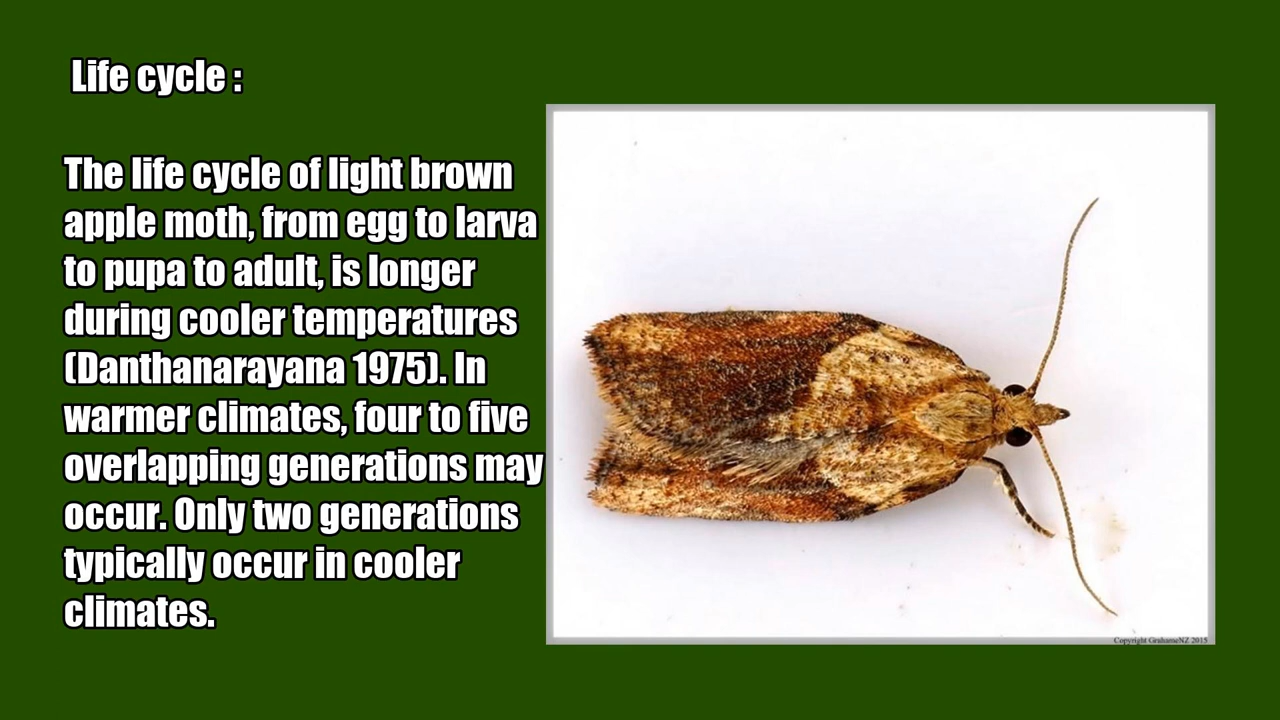 Life cycle :
The life cycle of light brown
apple moth, from egg to larva
to pupa to adult, is longer
during cooler temperatures
(Danthanarayana 1975). In
warmer climates, four to five
overlapping generations may
occur. Only two generations
typically occur in cooler
climates.
Copyright GrahameNZ 2015